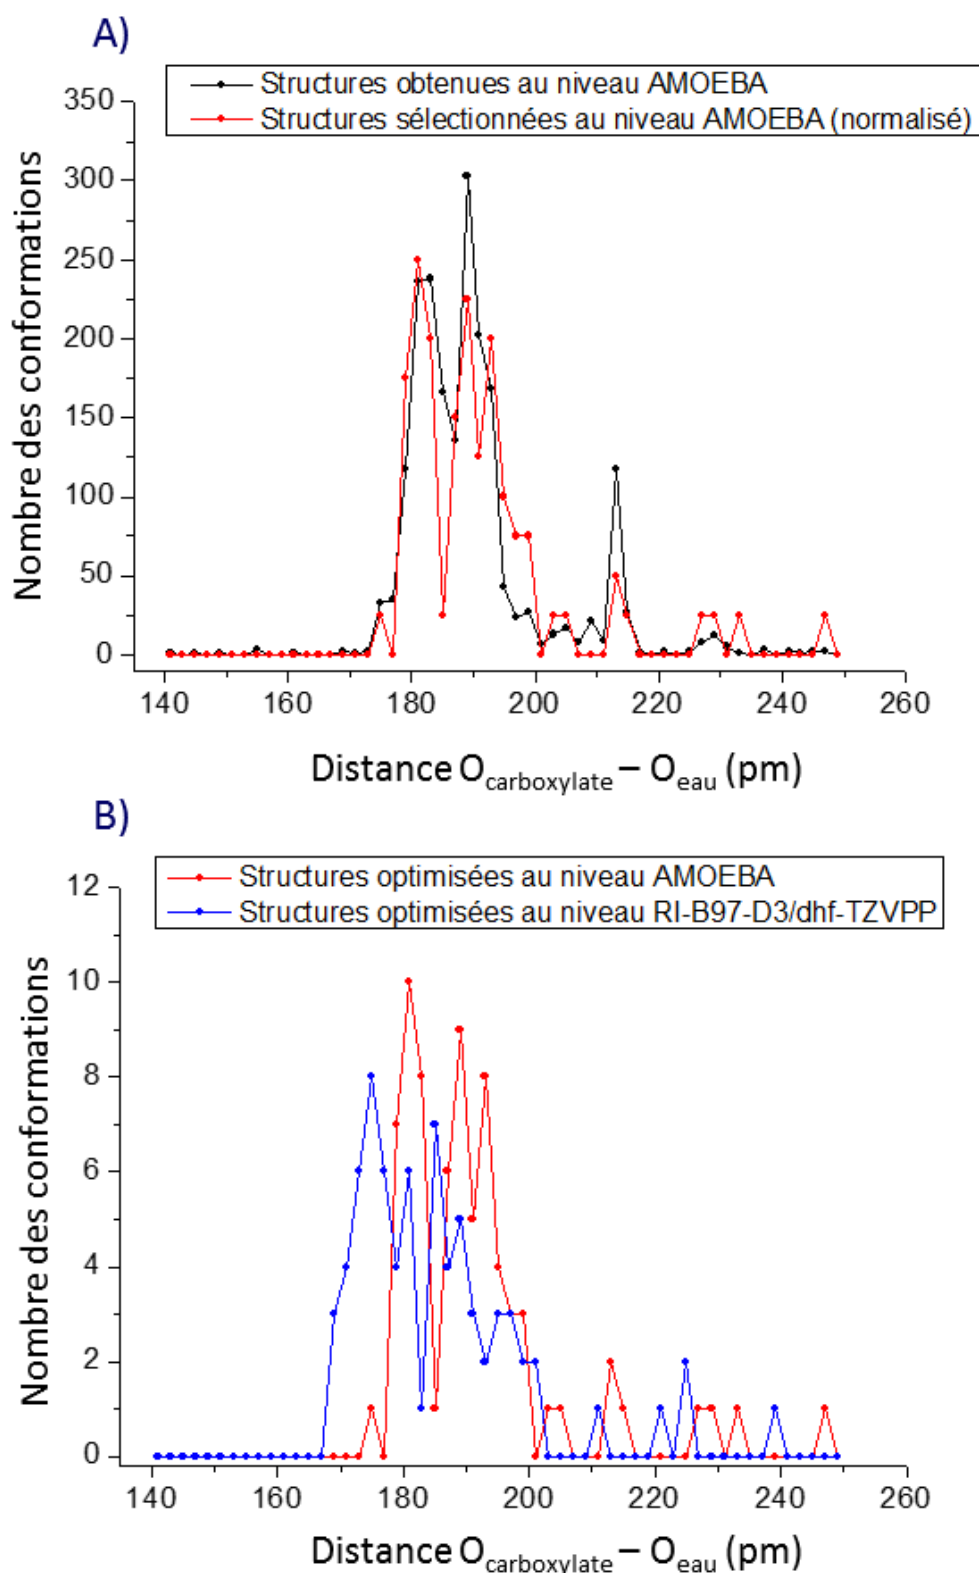 A)
Structures obtenues au niveau AMOEBA
Structures sélectionnées au niveau AMOEBA (normalisé)
350
300
250
200
150
100
50
0
Nombre des conformations
140 160 180 200 220 240 260
Distance Ocarboxylate – Oeau (pm)
B)
Structures optimisées au niveau AMOEBA
Structures optimisées au niveau RI-B97-D3/dhf-TZVPP
12
10
8
6
4
2
0
Nombre des conformations
140 160 180 200 220 240 260
Distance Ocarboxylate – Oeau (pm)